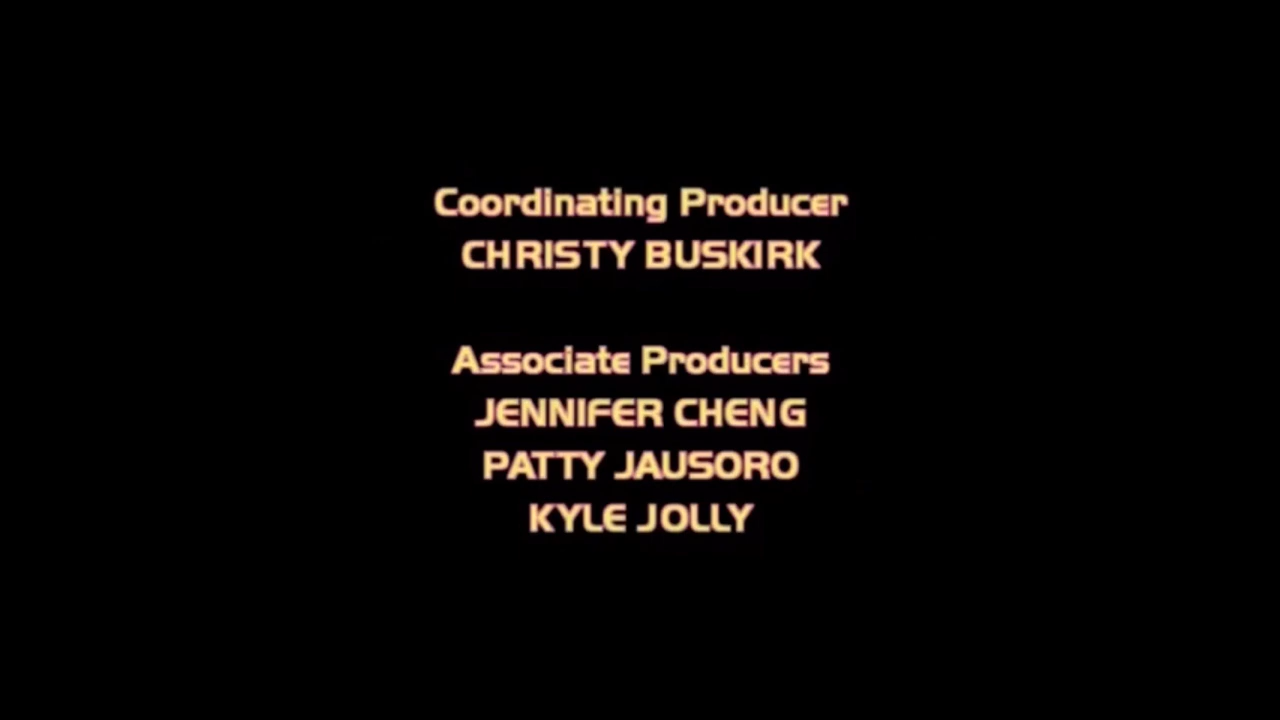 Coordinating Producer
CHRISTY BUSKIRK
Associate Producers
JENNIFER CHENG
PATTY JAUSORO
KYLE JOLLY